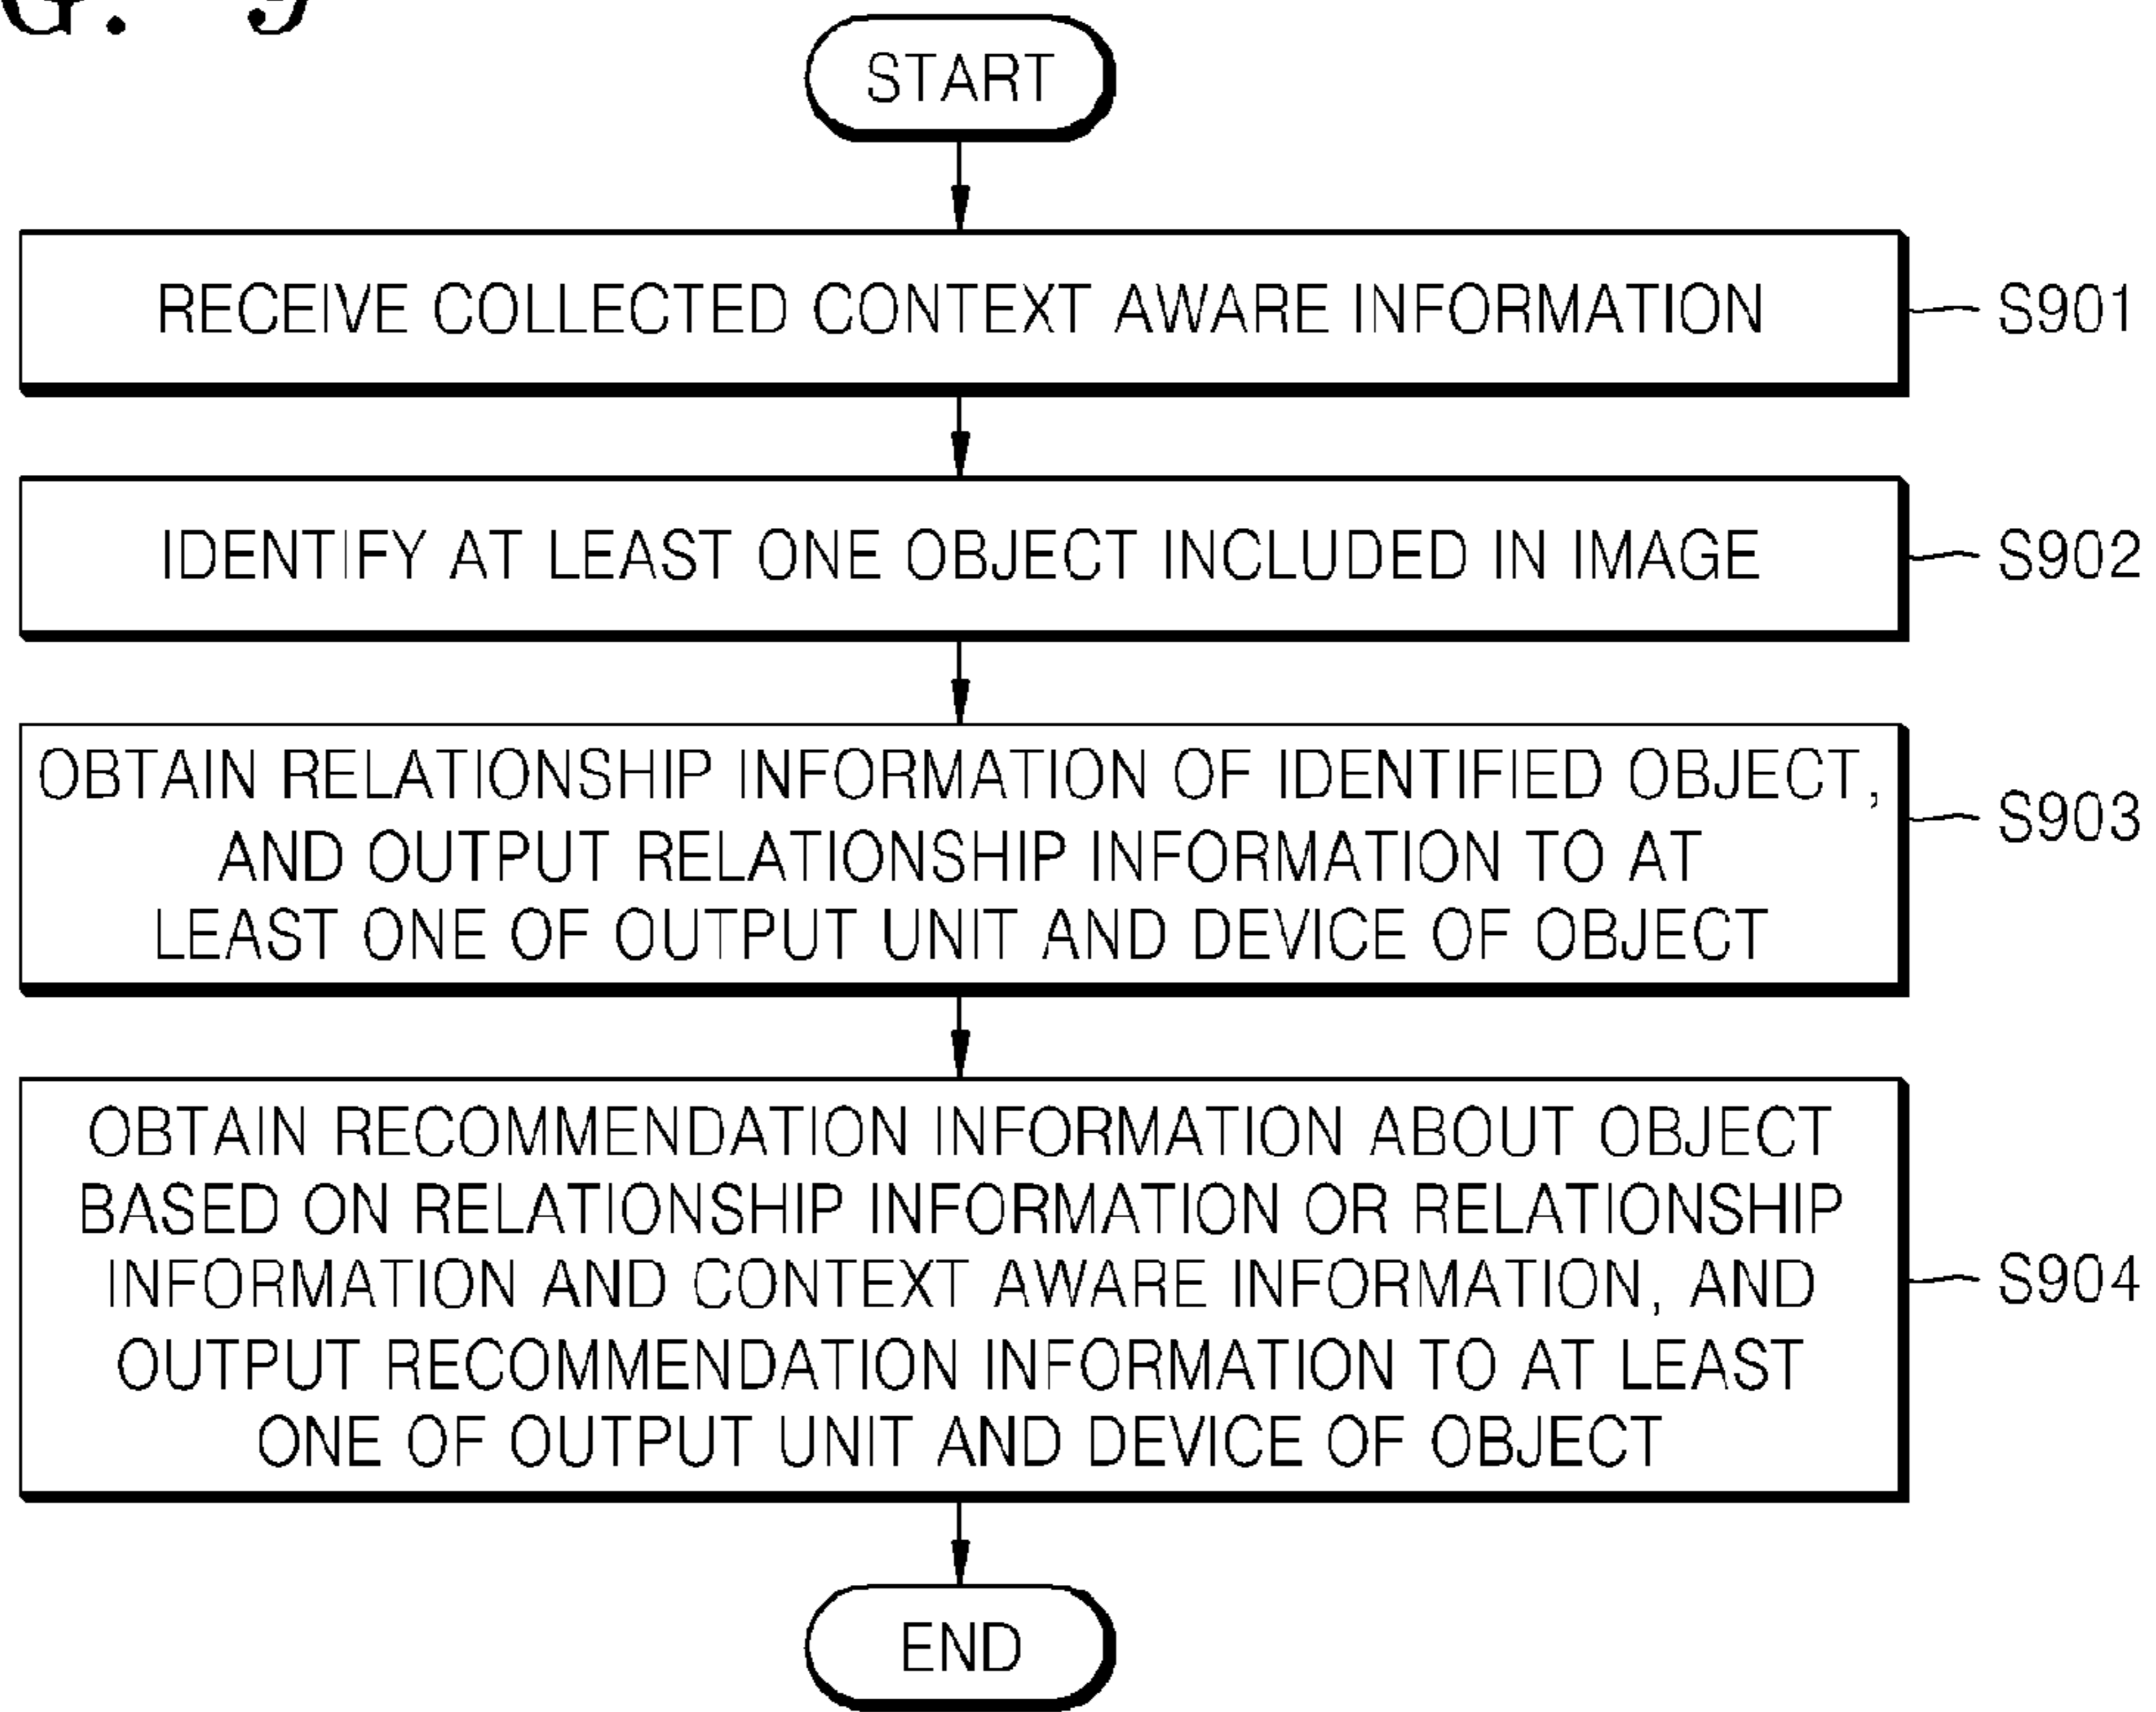 G. 9
START
RECEIVE COLLECTED CONTEXT AWARE INFORMATION
S901
IDENTIFY AT LEAST ONE OBJECT INCLUDED IN IMAGE
S902
OBTAIN RELATIONSHIP INFORMATION OF IDENTIFIED OBJECT,
AND OUTPUT RELATIONSHIP INFORMATION TO AT
LEAST ONE OF OUTPUT UNIT AND DEVICE OF OBJECT
S903
OBTAIN RECOMMENDATION INFORMATION ABOUT OBJECT
BASED ON RELATIONSHIP INFORMATION OR RELATIONSHIP
INFORMATION AND CONTEXT AWARE INFORMATION, AND
OUTPUT RECOMMENDATION INFORMATION TO AT LEAST
ONE OF OUTPUT UNIT AND DEVICE OF OBJECT
S904
END